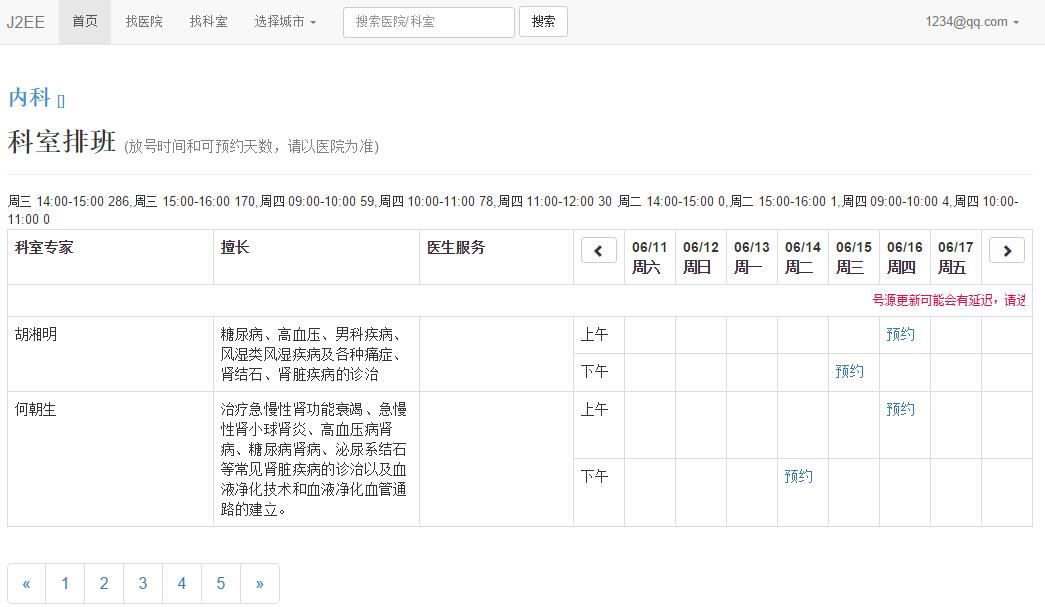 J2EE 首页 找医院 找科室 选择城市 搜索医院/科室 搜索 1234@qq.com
内科 []
科室排班 (放号时间和可预约天数，请以医院为准)
周三 14:00-15:00 286,周三 15:00-16:00 170,周四 09:00-10:00 59,周四 10:00-11:00 78,周四 11:00-12:00 30 周二 14:00-15:00 0,周二 15:00-16:00 1,周四 09:00-10:00 4,周四 10:00-
11:00 0
科室专家 擅长 医生服务 06/11 06/12 06/13 06/14 06/15 06/16 06/17
周六 周日 周一 周二 周三 周四 周五
号源更新可能会有延迟，请选
胡湘明 糖尿病、高血压、男科疾病、 上午 预约
风湿类风湿疾病及各种痛症、
肾结石、肾脏疾病的诊治 下午 预约
何朝生 治疗急慢性肾功能衰竭、急慢 上午 预约
性肾小球肾炎、高血压病肾
病、糖尿病肾病、泌尿系结石
等常见肾脏疾病的诊治以及血 下午 预约
液净化技术和血液净化血管通
路的建立。
« 1 2 3 4 5 »